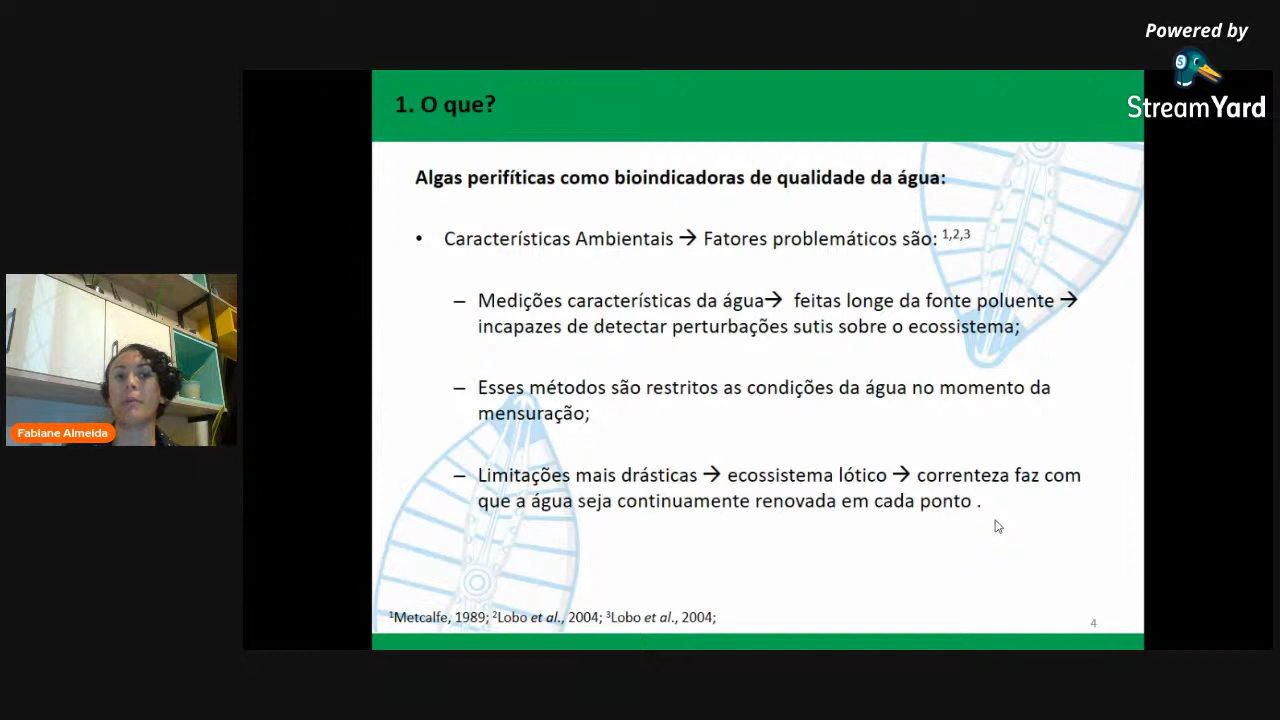 Powered by
StreamYard
1. O que?
Algas perifíticas como bioindicadoras de qualidade da água:
• Características Ambientais → Fatores problemáticos são: 1,2,3
– Medições características da água→ feitas longe da fonte poluente →
incapazes de detectar perturbações sutis sobre o ecossistema;
– Esses métodos são restritos as condições da água no momento da
mensuração;
– Limitações mais drásticas → ecossistema lótico → correnteza faz com
que a água seja continuamente renovada em cada ponto .
Fabiane Almeida
1Metcalfe, 1989; 2Lobo et al., 2004; 3Lobo et al., 2004;
4